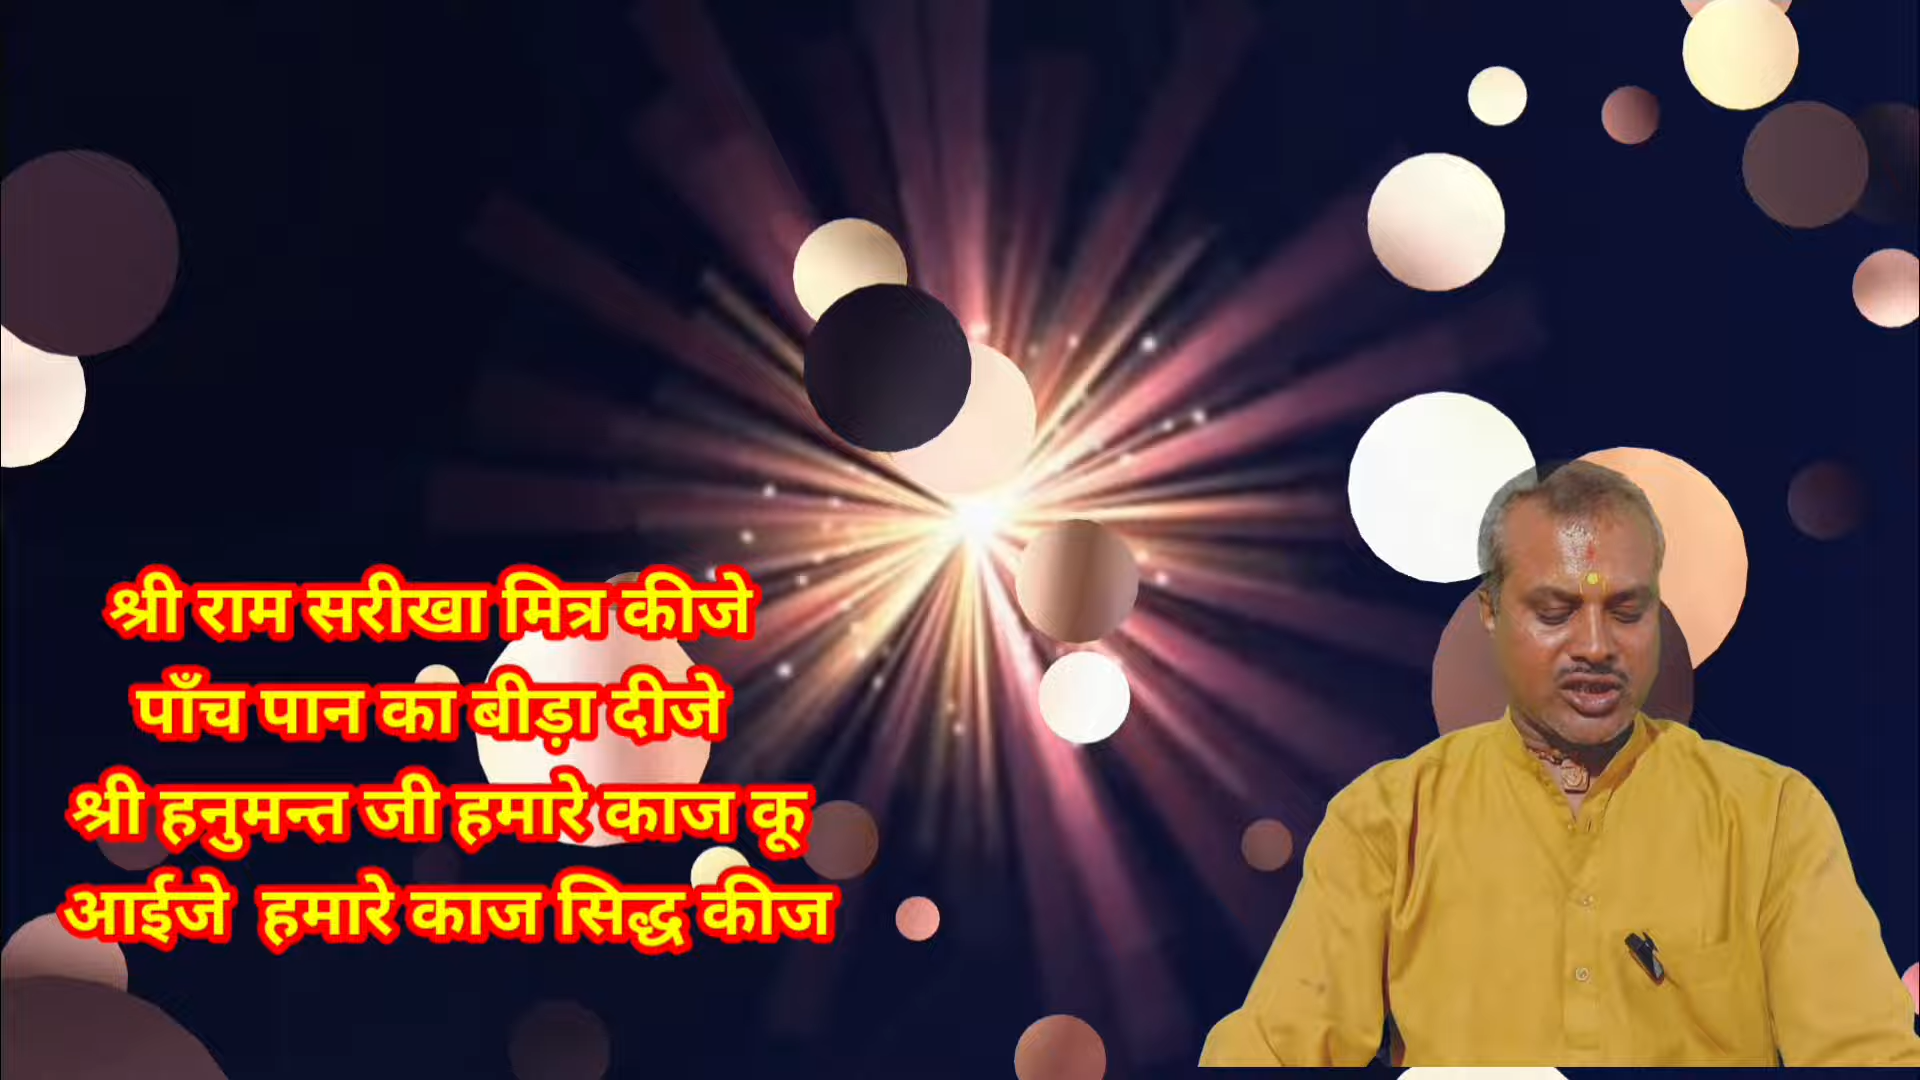 श्री राम सरीखा मित्र कीजे
पाँच पान का बीड़ा दीजे
श्री हनुमन्त जी हमारे काज कू
आईजे हमारे काज सिद्ध कीज